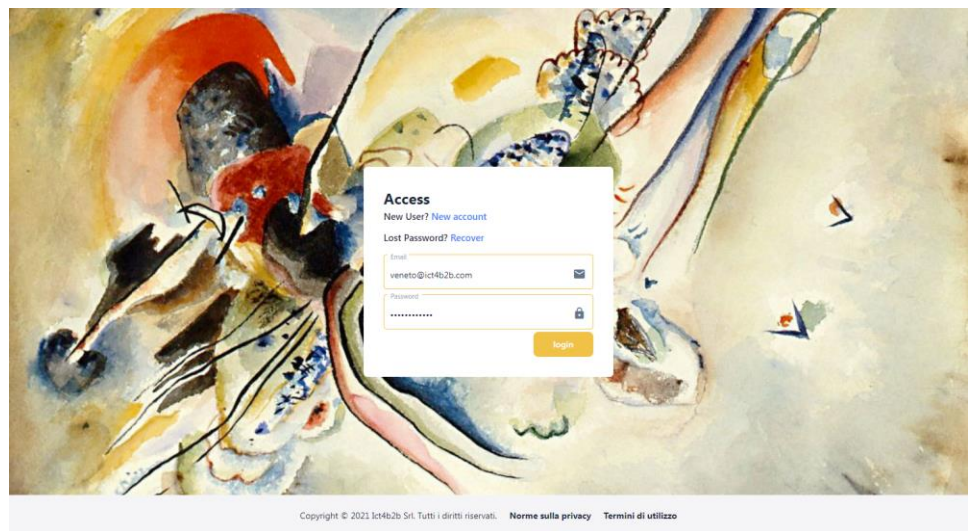 Access
New User? New account
Lost Password? Recover
Email
veneto@ict4b2b.com
Password
••••••••••••
login
Copyright © 2021 Ict4b2b Srl. Tutti i diritti riservati. Norme sulla privacy Termini di utilizzo